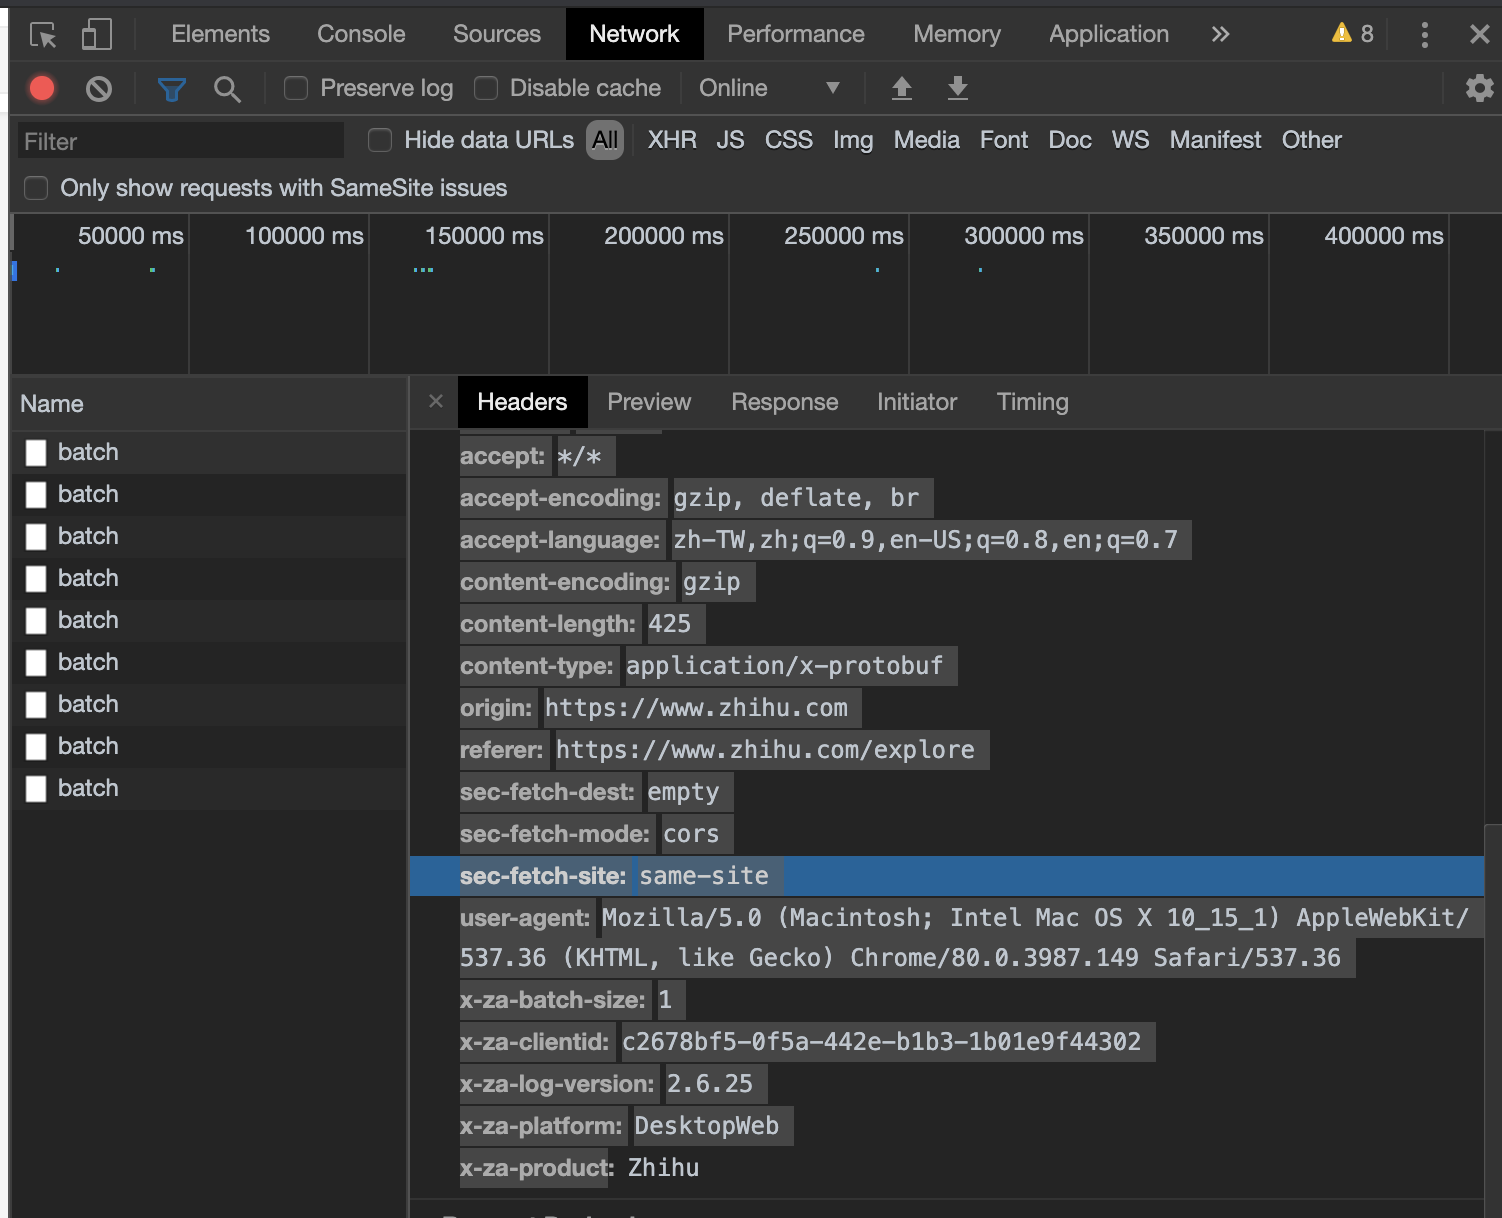 Elements Console Sources Network Performance Memory Application » 8
Preserve log Disable cache Online
Filter Hide data URLs All XHR JS CSS Img Media Font Doc WS Manifest Other
Only show requests with SameSite issues
50000 ms 100000 ms 150000 ms 200000 ms 250000 ms 300000 ms 350000 ms 400000 ms
Name
batch
batch
batch
batch
batch
batch
batch
batch
batch
Headers Preview Response Initiator Timing
accept: */*
accept-encoding: gzip, deflate, br
accept-language: zh-TW,zh;q=0.9,en-US;q=0.8,en;q=0.7
content-encoding: gzip
content-length: 425
content-type: application/x-protobuf
origin: https://www.zhihu.com
referer: https://www.zhihu.com/explore
sec-fetch-dest: empty
sec-fetch-mode: cors
sec-fetch-site: same-site
user-agent: Mozilla/5.0 (Macintosh; Intel Mac OS X 10_15_1) AppleWebKit/
537.36 (KHTML, like Gecko) Chrome/80.0.3987.149 Safari/537.36
x-za-batch-size: 1
x-za-clientid: c2678bf5-0f5a-442e-b1b3-1b01e9f44302
x-za-log-version: 2.6.25
x-za-platform: DesktopWeb
x-za-product: Zhihu